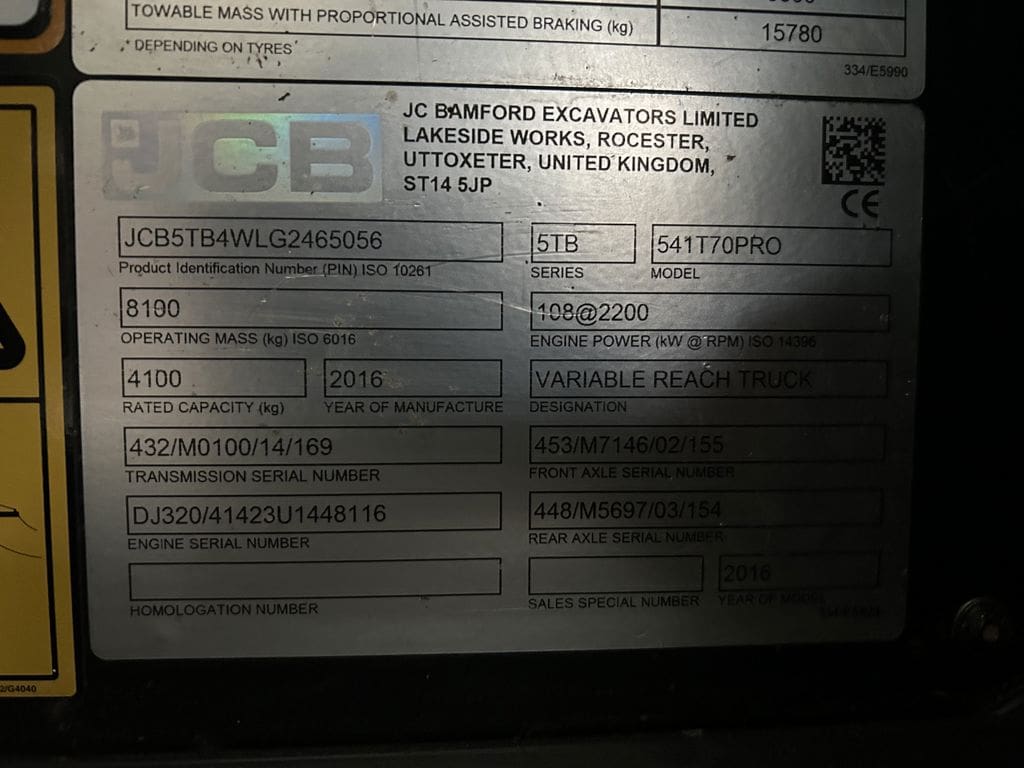 TOWABLE MASS WITH PROPORTIONAL ASSISTED BRAKING (kg)
15780
* DEPENDING ON TYRES
334/E5990
JCB
JC BAMFORD EXCAVATORS LIMITED
LAKESIDE WORKS, ROCESTER,
UTTOXETER, UNITED KINGDOM,
ST14 5JP
CE
JCB5TB4WLG2465056
Product Identification Number (PIN) ISO 10261
5TB
SERIES
541T70PRO
MODEL
8190
OPERATING MASS (kg) ISO 6016
108@2200
ENGINE POWER (kW @ RPM) ISO 14396
4100
RATED CAPACITY (kg)
2016
YEAR OF MANUFACTURE
VARIABLE REACH TRUCK
DESIGNATION
432/M0100/14/169
TRANSMISSION SERIAL NUMBER
453/M7146/02/155
FRONT AXLE SERIAL NUMBER
DJ320/41423U1448116
ENGINE SERIAL NUMBER
448/M5697/03/154
REAR AXLE SERIAL NUMBER
HOMOLOGATION NUMBER
SALES SPECIAL NUMBER
2016
YEAR OF MODEL
2/G4040